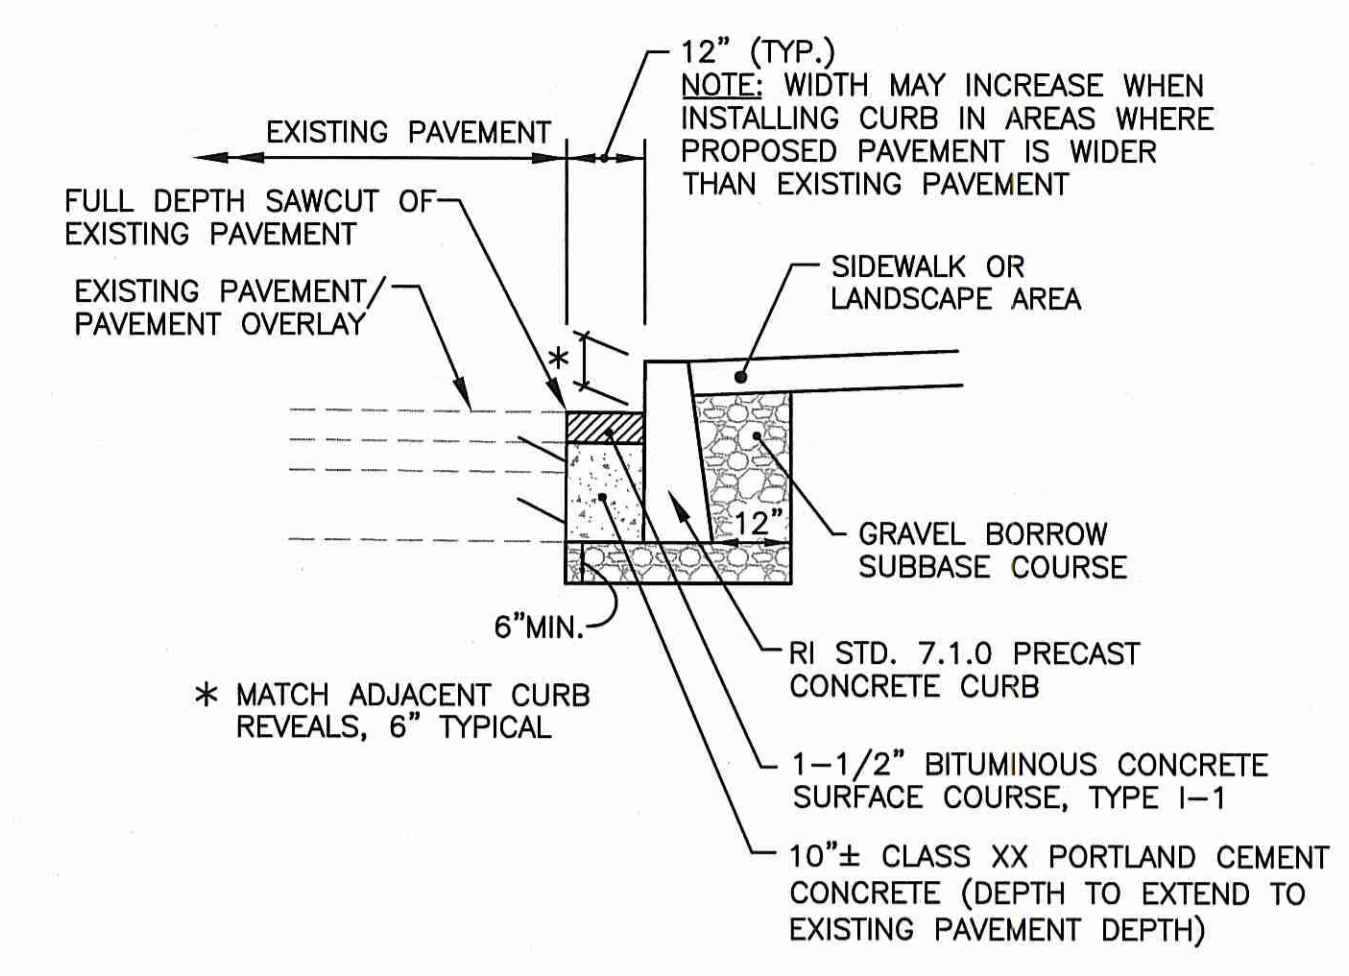 12" (TYP.)
NOTE: WIDTH MAY INCREASE WHEN
INSTALLING CURB IN AREAS WHERE
PROPOSED PAVEMENT IS WIDER
THAN EXISTING PAVEMENT
EXISTING PAVEMENT
FULL DEPTH SAWCUT OF
EXISTING PAVEMENT
EXISTING PAVEMENT/
PAVEMENT OVERLAY
SIDEWALK OR
LANDSCAPE AREA
*
12"
GRAVEL BORROW
SUBBASE COURSE
6"MIN.
RI STD. 7.1.0 PRECAST
CONCRETE CURB
* MATCH ADJACENT CURB
REVEALS, 6" TYPICAL
1-1/2" BITUMINOUS CONCRETE
SURFACE COURSE, TYPE I-1
10"± CLASS XX PORTLAND CEMENT
CONCRETE (DEPTH TO EXTEND TO
EXISTING PAVEMENT DEPTH)